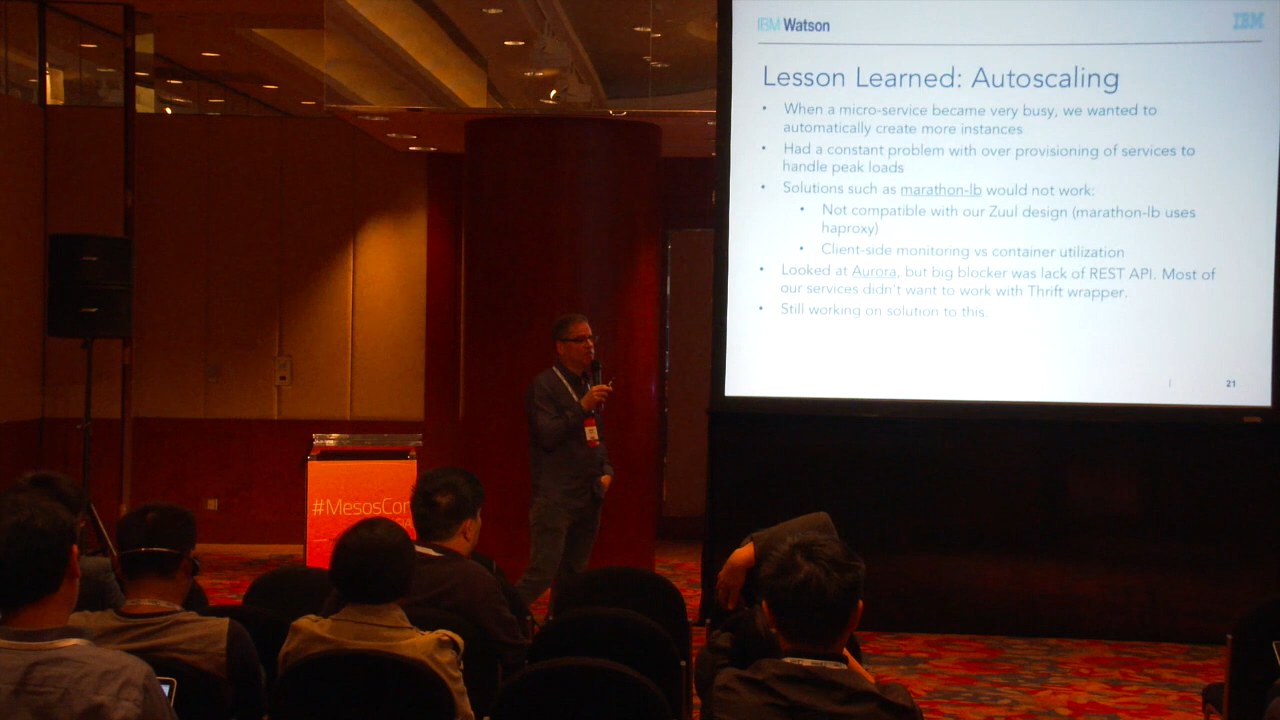 IBM Watson
IBM
Lesson Learned: Autoscaling
• When a micro-service became very busy, we wanted to
automatically create more instances
• Had a constant problem with over provisioning of services to
handle peak loads
• Solutions such as marathon-lb would not work:
• Not compatible with our Zuul design (marathon-lb uses
haproxy)
• Client-side monitoring vs container utilization
• Looked at Aurora, but big blocker was lack of REST API. Most of
our services didn't want to work with Thrift wrapper.
• Still working on solution to this.
21
#MesosCon